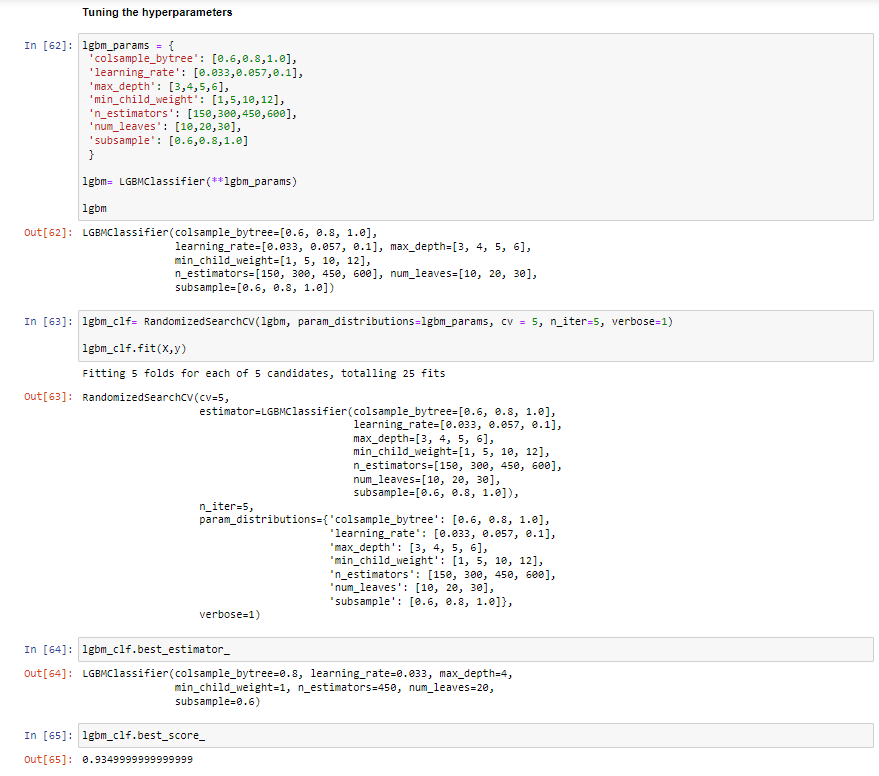 Tuning the hyperparameters
In [62]: lgbm_params = {
'colsample_bytree': [0.6,0.8,1.0],
'learning_rate': [0.033,0.057,0.1],
'max_depth': [3,4,5,6],
'min_child_weight': [1,5,10,12],
'n_estimators': [150,300,450,600],
'num_leaves': [10,20,30],
'subsample': [0.6,0.8,1.0]
}
lgbm= LGBMClassifier(**lgbm_params)
lgbm
Out[62]: LGBMClassifier(colsample_bytree=[0.6, 0.8, 1.0],
learning_rate=[0.033, 0.057, 0.1], max_depth=[3, 4, 5, 6],
min_child_weight=[1, 5, 10, 12],
n_estimators=[150, 300, 450, 600], num_leaves=[10, 20, 30],
subsample=[0.6, 0.8, 1.0])
In [63]: lgbm_clf= RandomizedSearchCV(lgbm, param_distributions=lgbm_params, cv = 5, n_iter=5, verbose=1)
lgbm_clf.fit(X,y)
Fitting 5 folds for each of 5 candidates, totalling 25 fits
Out[63]: RandomizedSearchCV(cv=5,
estimator=LGBMClassifier(colsample_bytree=[0.6, 0.8, 1.0],
learning_rate=[0.033, 0.057, 0.1],
max_depth=[3, 4, 5, 6],
min_child_weight=[1, 5, 10, 12],
n_estimators=[150, 300, 450, 600],
num_leaves=[10, 20, 30],
subsample=[0.6, 0.8, 1.0]),
n_iter=5,
param_distributions={'colsample_bytree': [0.6, 0.8, 1.0],
'learning_rate': [0.033, 0.057, 0.1],
'max_depth': [3, 4, 5, 6],
'min_child_weight': [1, 5, 10, 12],
'n_estimators': [150, 300, 450, 600],
'num_leaves': [10, 20, 30],
'subsample': [0.6, 0.8, 1.0]},
verbose=1)
In [64]: lgbm_clf.best_estimator_
Out[64]: LGBMClassifier(colsample_bytree=0.8, learning_rate=0.033, max_depth=4,
min_child_weight=1, n_estimators=450, num_leaves=20,
subsample=0.6)
In [65]: lgbm_clf.best_score_
Out[65]: 0.9349999999999999